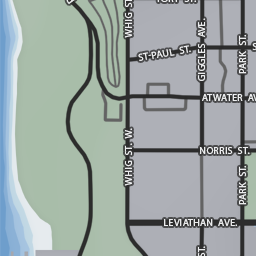 FORT ST.
WHIG ST.
ST-PAUL ST.
GIGGLES AVE.
PARK ST.
ATWATER AV
WHIG ST. W.
NORRIS ST.
PARK ST.
LEVIATHAN AVE.
ST.